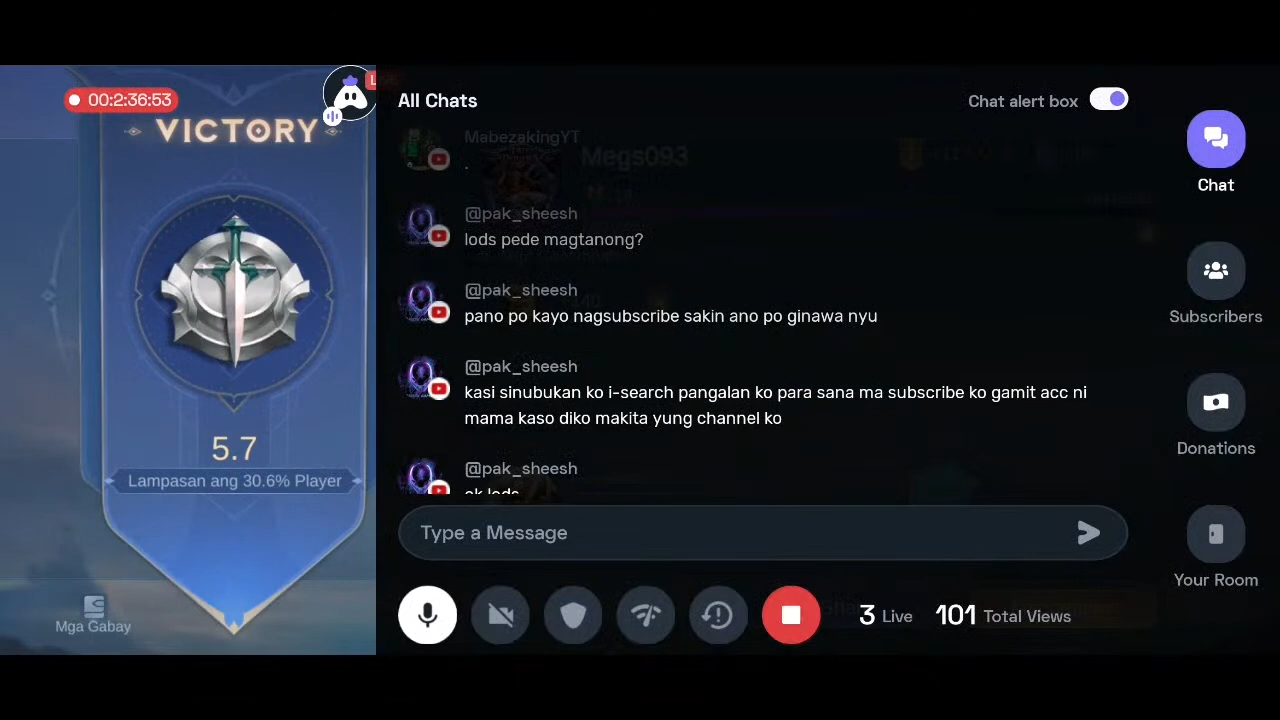 00:2:36:53
VICTORY
5.7
Lampasan ang 30.6% Player
Mga Gabay
All Chats
Chat alert box
MabezakingYT
.
Megs093
@pak_sheesh
lods pede magtanong?
@pak_sheesh
pano po kayo nagsubscribe sakin ano po ginawa nyu
@pak_sheesh
kasi sinubukan ko i-search pangalan ko para sana ma subscribe ko gamit acc ni
mama kaso diko makita yung channel ko
@pak_sheesh
ok lods
Type a Message
3 Live
101 Total Views
Chat
Subscribers
Donations
Your Room